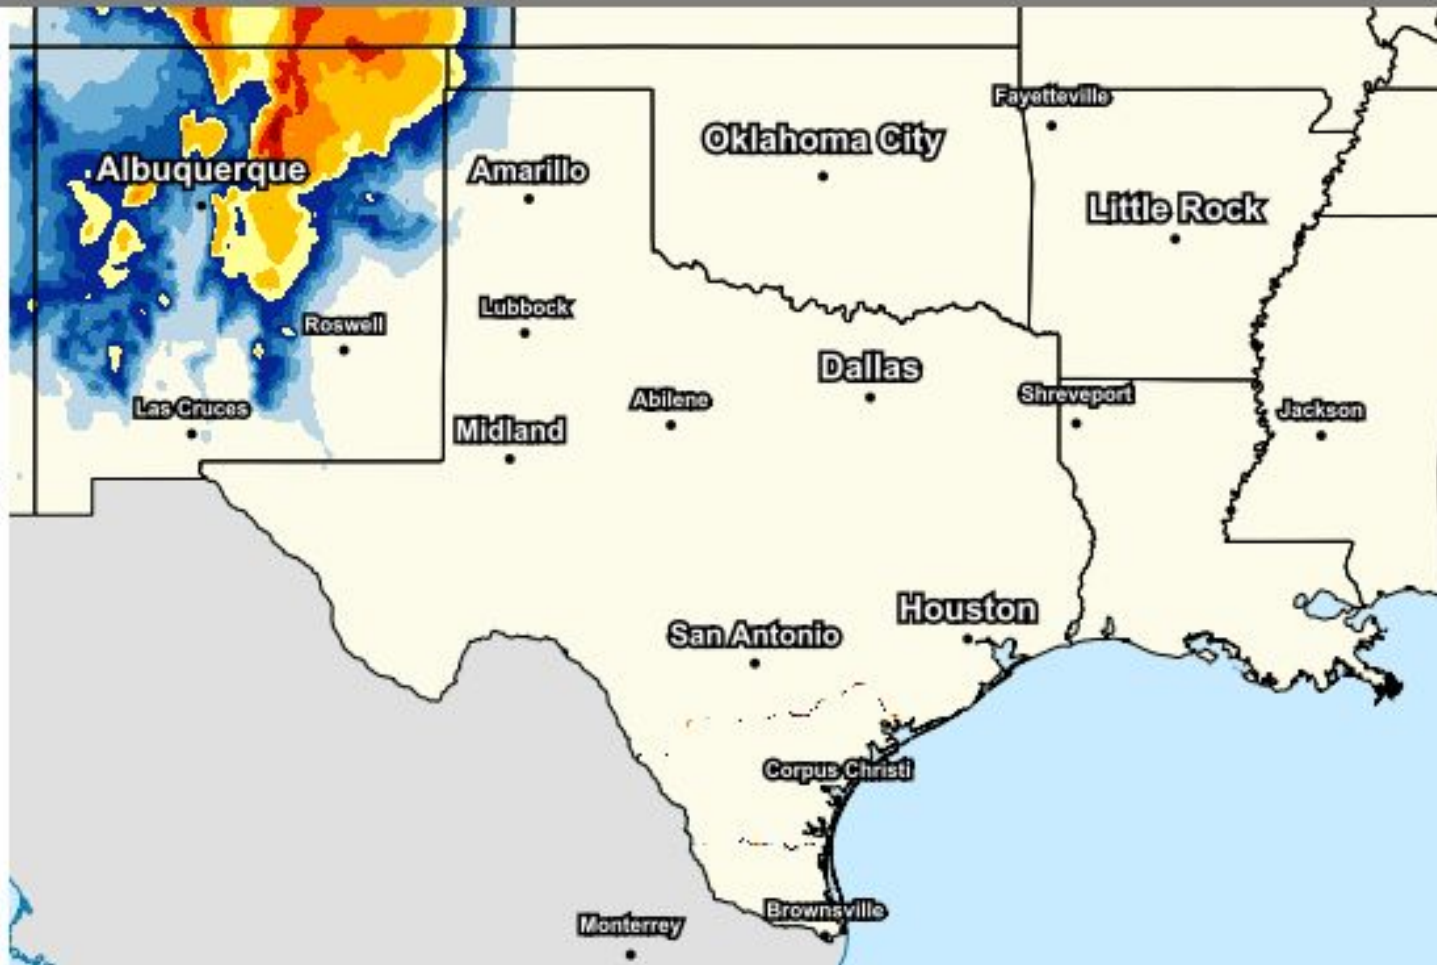 Fayetteville
Oklahoma City
Albuquerque
Amarillo
Little Rock
Lubbock
Roswell
Dallas
Shreveport
Abilene
Las Cruces
Jackson
Midland
Houston
San Antonio
Corpus Christi
Brownsville
Monterrey